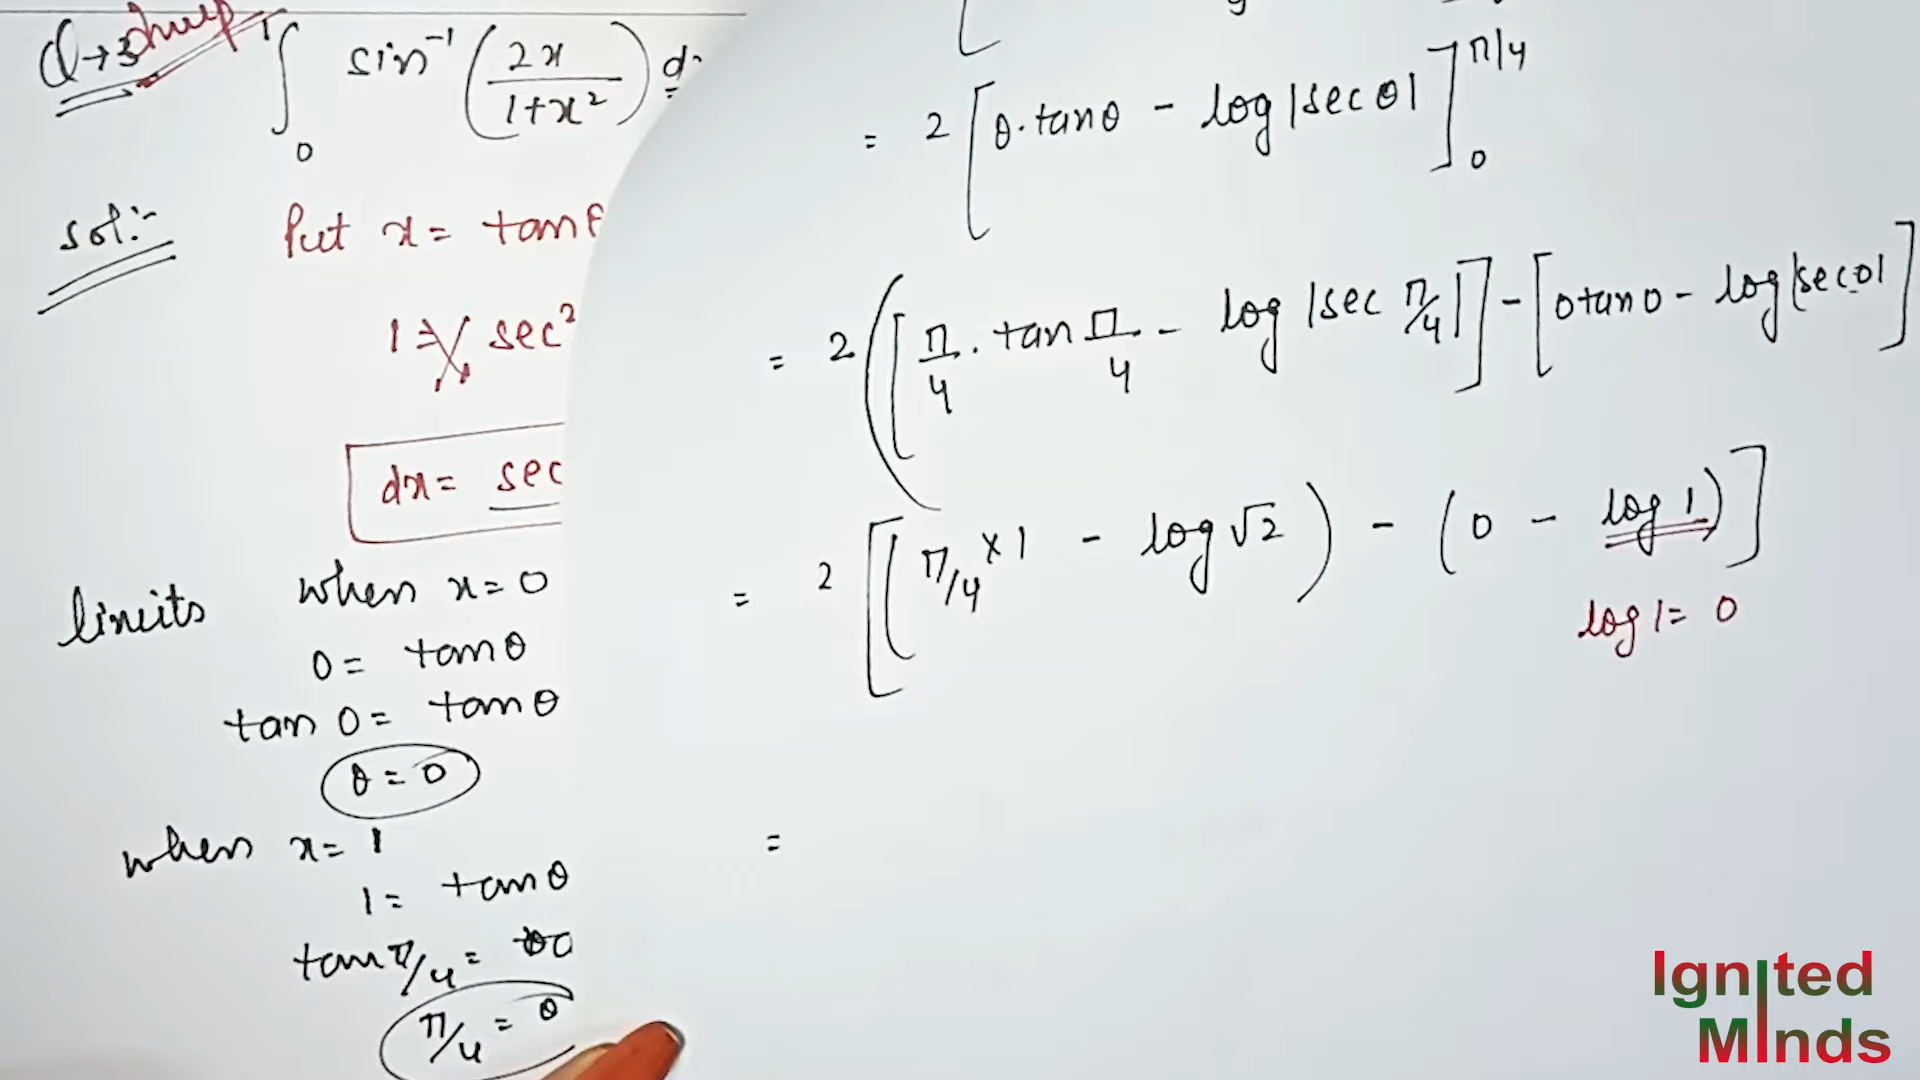 Q→3 ∫₀¹ sin⁻¹ (2x / 1+x²)
sol:-
Put x = tan
1 = sec²
dx = sec
limits when x=0
0 = tanθ
tan 0 = tanθ
θ = 0
when x = 1
1 = tanθ
tan π/4 =
π/4 = θ
= 2 [θ·tanθ - log|secθ|]₀^π/4
= 2 ([π/4 · tan π/4 - log |sec π/4|] - [0 tan 0 - log|sec 0|]
= 2 [(π/4 × 1 - log √2) - (0 - log 1)]
log 1 = 0
=
Ignited
Minds